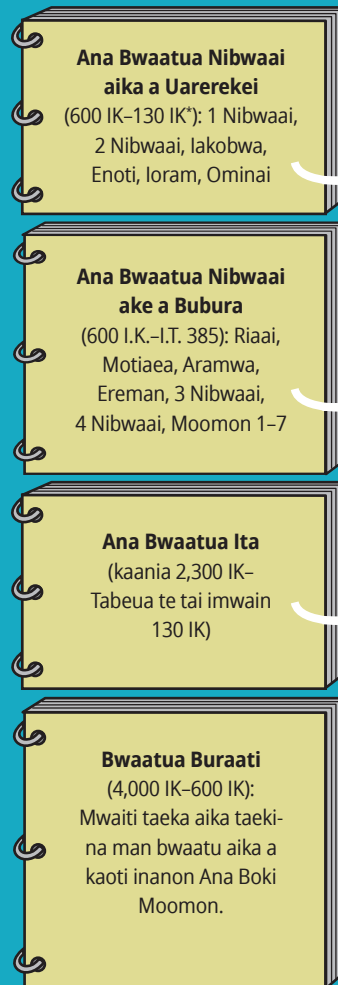 Ana Bwaatua Nibwaai
aika a Uarerekei
(600 IK–130 IK*): 1 Nibwaai,
2 Nibwaai, Iakobwa,
Enoti, Ioram, Ominai
Ana Bwaatua Nibwaai
ake a Bubura
(600 I.K.–I.T. 385): Riaai,
Motiaea, Aramwa,
Ereman, 3 Nibwaai,
4 Nibwaai, Moomon 1–7
Ana Bwaatua Ita
(kaania 2,300 IK–
Tabeua te tai imwain
130 IK)
Bwaatua Buraati
(4,000 IK–600 IK):
Mwaiti taeka aika taeki-
na man bwaatu aika a
kaoti inanon Ana Boki
Moomon.